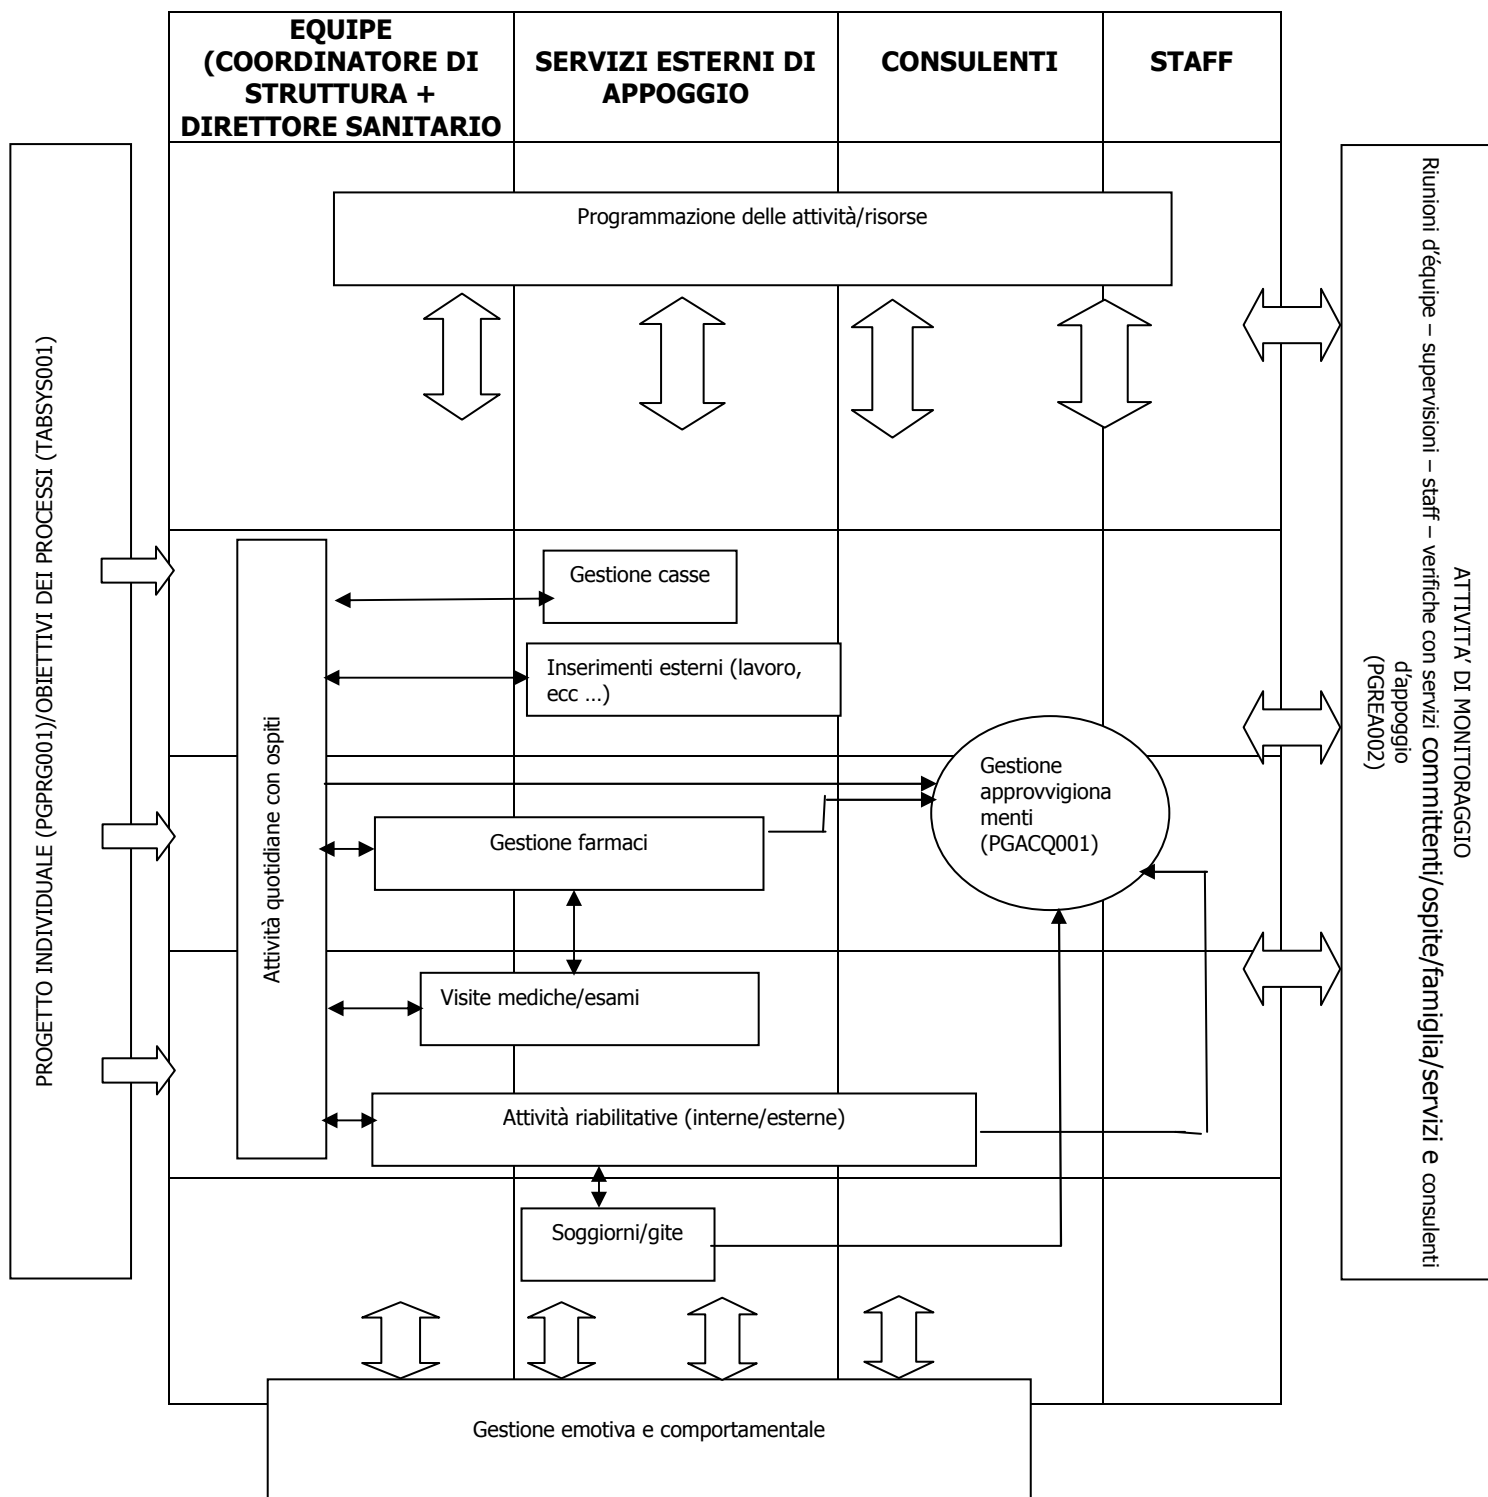 EQUIPE
(COORDINATORE DI
STRUTTURA +
DIRETTORE SANITARIO
SERVIZI ESTERNI DI
APPOGGIO
CONSULENTI
STAFF
PROGETTO INDIVIDUALE (PGPRG001)/OBIETTIVI DEI PROCESSI (TABSYS001)
Programmazione delle attività/risorse
Attività quotidiane con ospiti
Gestione casse
Inserimenti esterni (lavoro,
ecc …)
Gestione
approvvigiona
menti
(PGACQ001)
Gestione farmaci
Visite mediche/esami
Attività riabilitative (interne/esterne)
Soggiorni/gite
Gestione emotiva e comportamentale
ATTIVITA’ DI MONITORAGGIO
Riunioni d’équipe – supervisioni – staff – verifiche con servizi committenti/ospite/famiglia/servizi e consulenti
d’appoggio
(PGREA002)